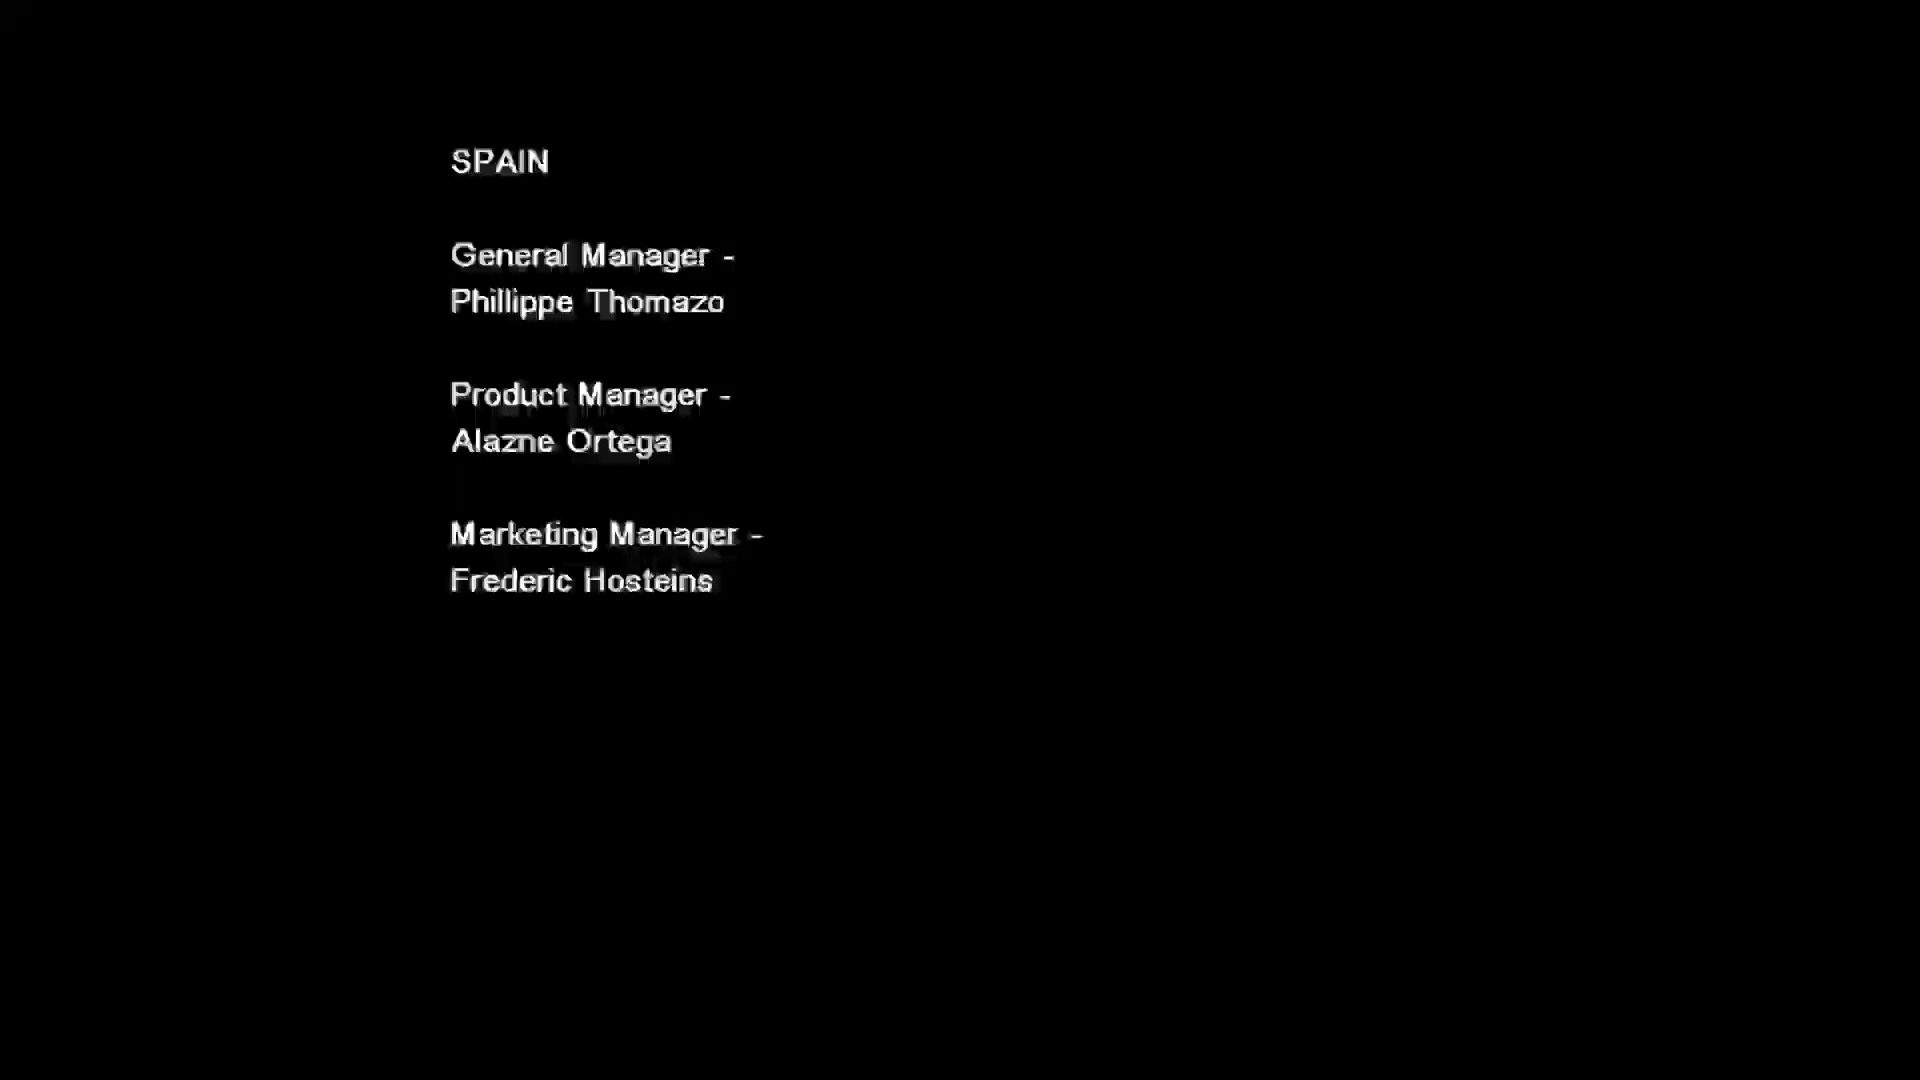 SPAIN
General Manager -
Phillippe Thomazo
Product Manager -
Alazne Ortega
Marketing Manager -
Frederic Hosteins